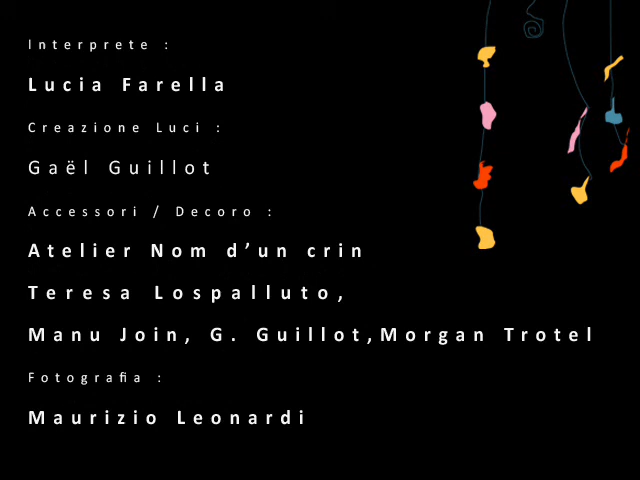 Interprete :
Lucia Farella
Creazione Luci :
Gaël Guillot
Accessori / Decoro :
Atelier Nom d’un crin
Teresa Lospalluto,
Manu Join, G. Guillot,Morgan Trotel
Fotografia :
Maurizio Leonardi